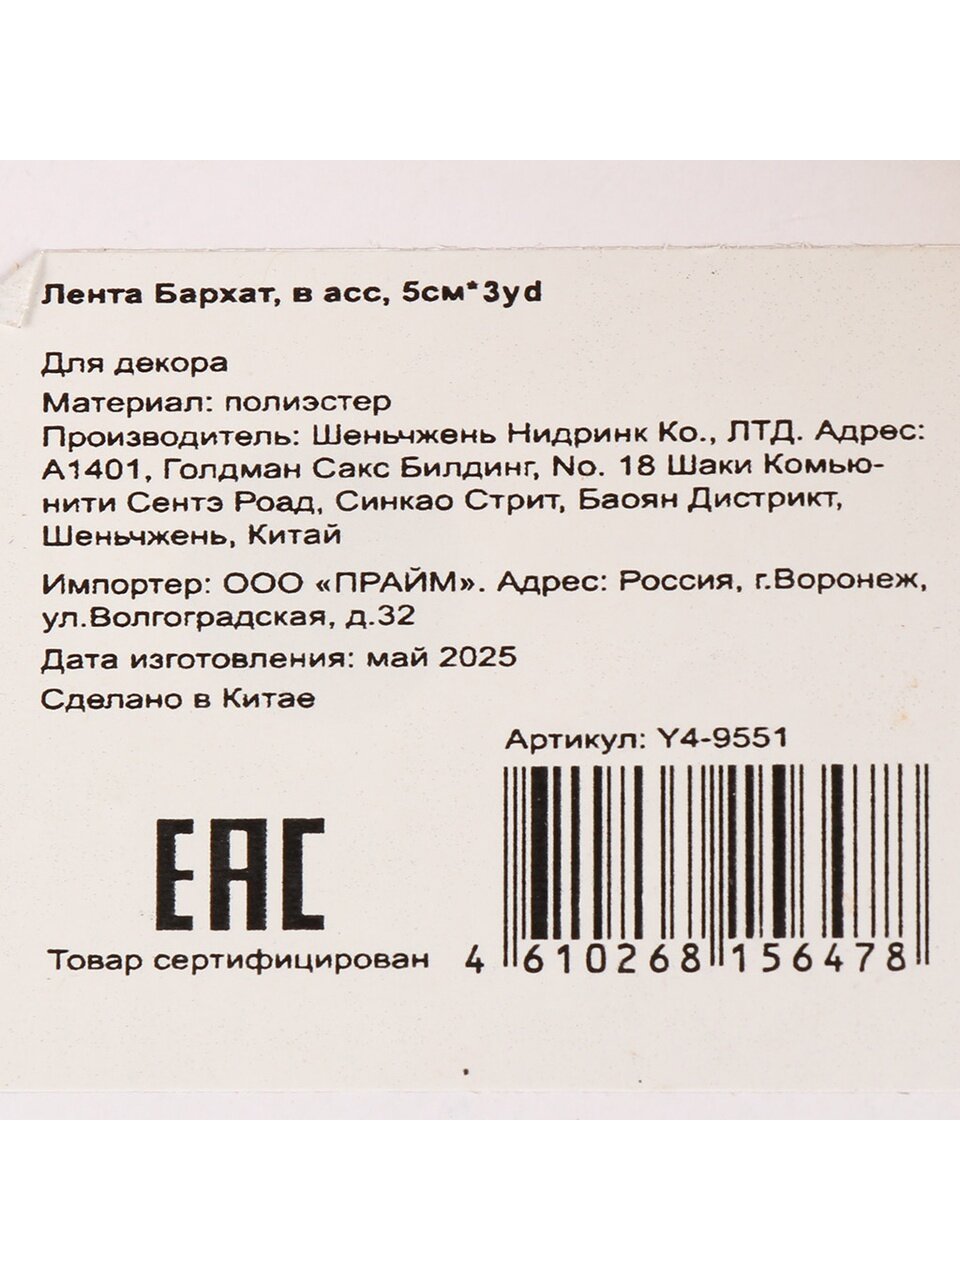 Лента Бархат, в асс, 5см*3yd
Для декора
Материал: полиэстер
Производитель: Шеньчжень Нидринк Ко., ЛТД. Адрес:
А1401, Голдман Сакс Билдинг, No. 18 Шаки Комью-
нити Сентэ Роад, Синкао Стрит, Баоян Дистрикт,
Шеньчжень, Китай
Импортер: ООО «ПРАЙМ». Адрес: Россия, г.Воронеж,
ул.Волгоградская, д.32
Дата изготовления: май 2025
Сделано в Китае
Артикул: Y4-9551
ЕАС
Товар сертифицирован
4 610268 156478